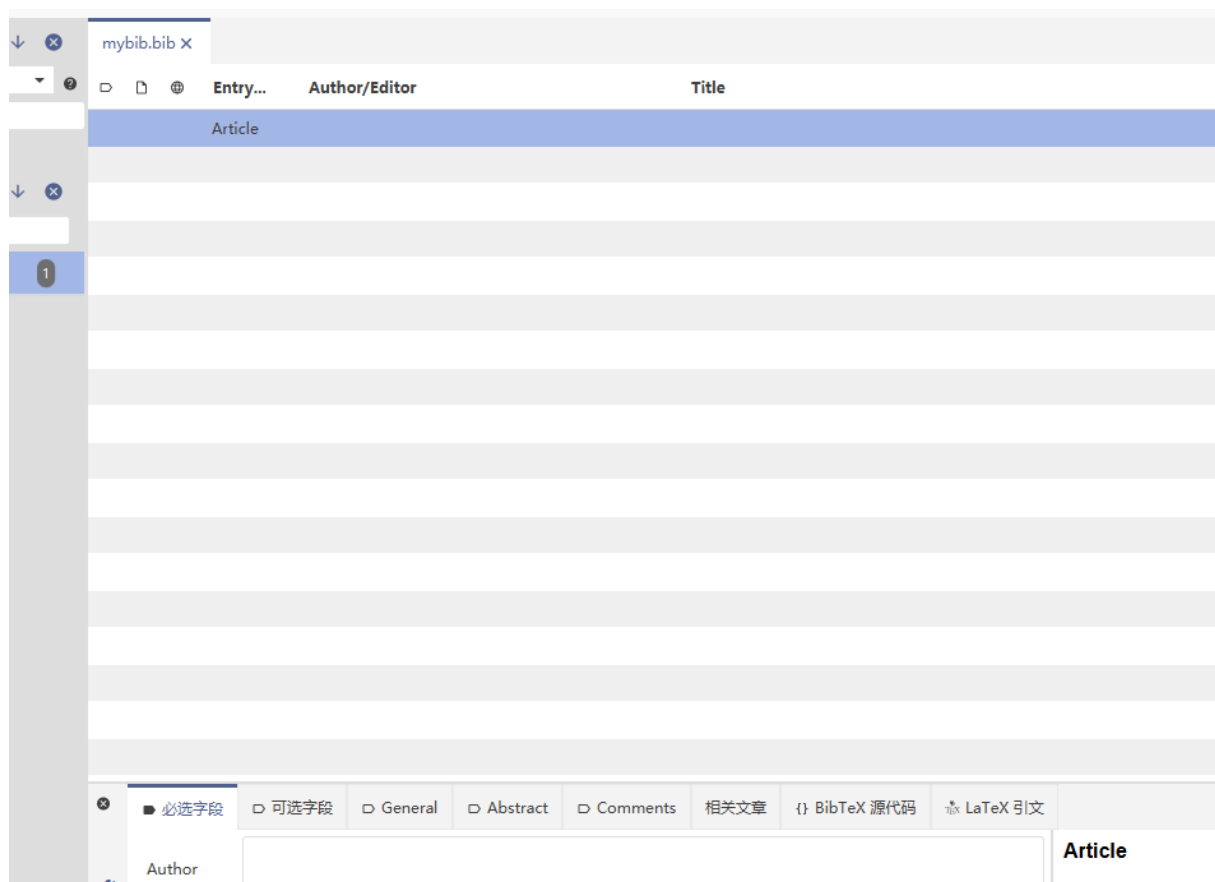 mybib.bib
Entry... Author/Editor Title
Article
1
必选字段 可选字段 General Abstract Comments 相关文章 {} BibTeX 源代码 LaTeX 引文
Author
Article